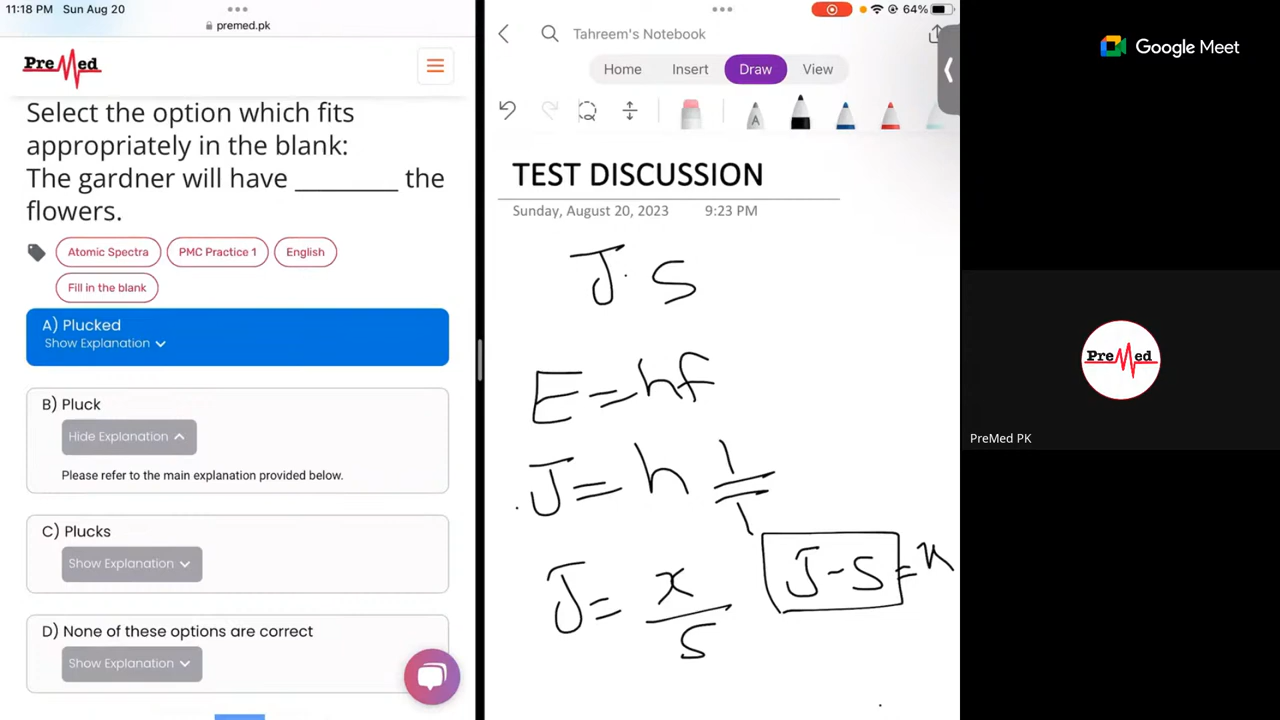 11:18 PM Sun Aug 20
premed.pk
PreMed
Select the option which fits
appropriately in the blank:
The gardner will have ________ the
flowers.
Atomic Spectra
PMC Practice 1
English
Fill in the blank
A) Plucked
Show Explanation
B) Pluck
Hide Explanation
Please refer to the main explanation provided below.
C) Plucks
Show Explanation
D) None of these options are correct
Show Explanation
64%
Tahreem's Notebook
Home Insert Draw View
A
TEST DISCUSSION
Sunday, August 20, 2023 9:23 PM
J·S
E=hf
J=h 1/1
J=x/s
J-S=x
Google Meet
PreMed
PreMed PK